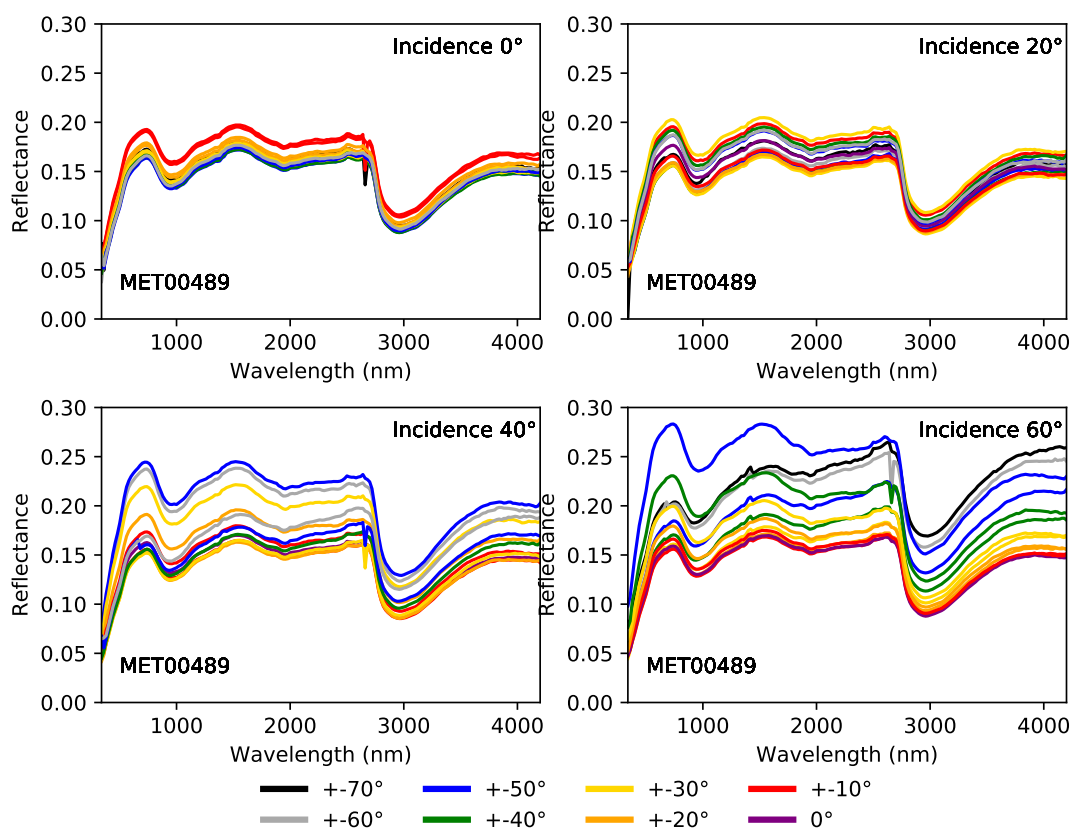 0.30
0.25
0.20
0.15
0.10
0.05
0.00
Reflectance
Incidence 0°
MET00489
1000 2000 3000 4000
Wavelength (nm)
0.30
0.25
0.20
0.15
0.10
0.05
0.00
Reflectance
Incidence 20°
MET00489
1000 2000 3000 4000
Wavelength (nm)
0.30
0.25
0.20
0.15
0.10
0.05
0.00
Reflectance
Incidence 40°
MET00489
1000 2000 3000 4000
Wavelength (nm)
0.30
0.25
0.20
0.15
0.10
0.05
0.00
Reflectance
Incidence 60°
MET00489
1000 2000 3000 4000
Wavelength (nm)
+-70° +-50° +-30° +-10°
+-60° +-40° +-20° 0°